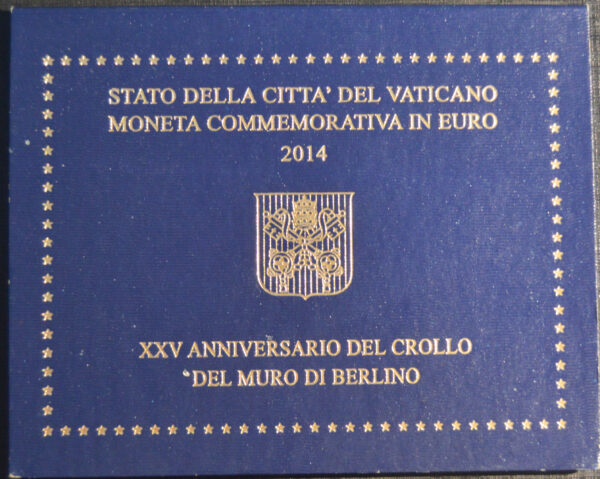 STATO DELLA CITTA' DEL VATICANO
MONETA COMMEMORATIVA IN EURO
2014
XXV ANNIVERSARIO DEL CROLLO
DEL MURO DI BERLINO